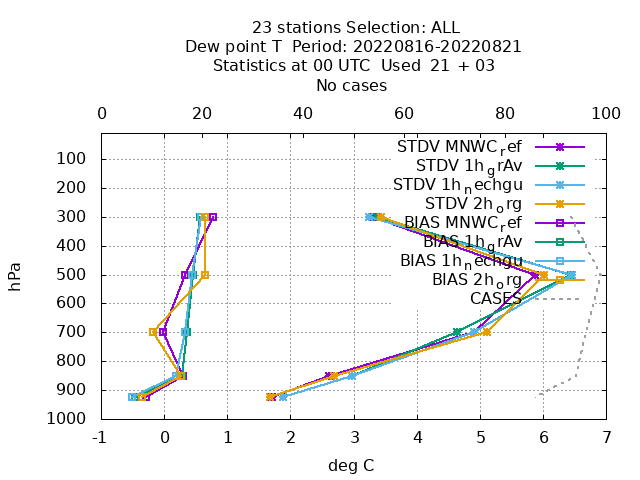 23 stations Selection: ALL
Dew point T  Period: 20220816-20220821
Statistics at 00 UTC  Used  21 + 03
No cases
0 20 40 60 80 100
STDV MNWC_ref
100
STDV 1h_grAv
STDV 1h_nechgu
200
STDV 2h_org
300
BIAS MNWC_ref
400
BIAS 1h_grAv
BIAS 1h_nechgu
500
BIAS 2h_org
CASES
600
700
800
900
1000
hPa
-1 0 1 2 3 4 5 6 7
deg C